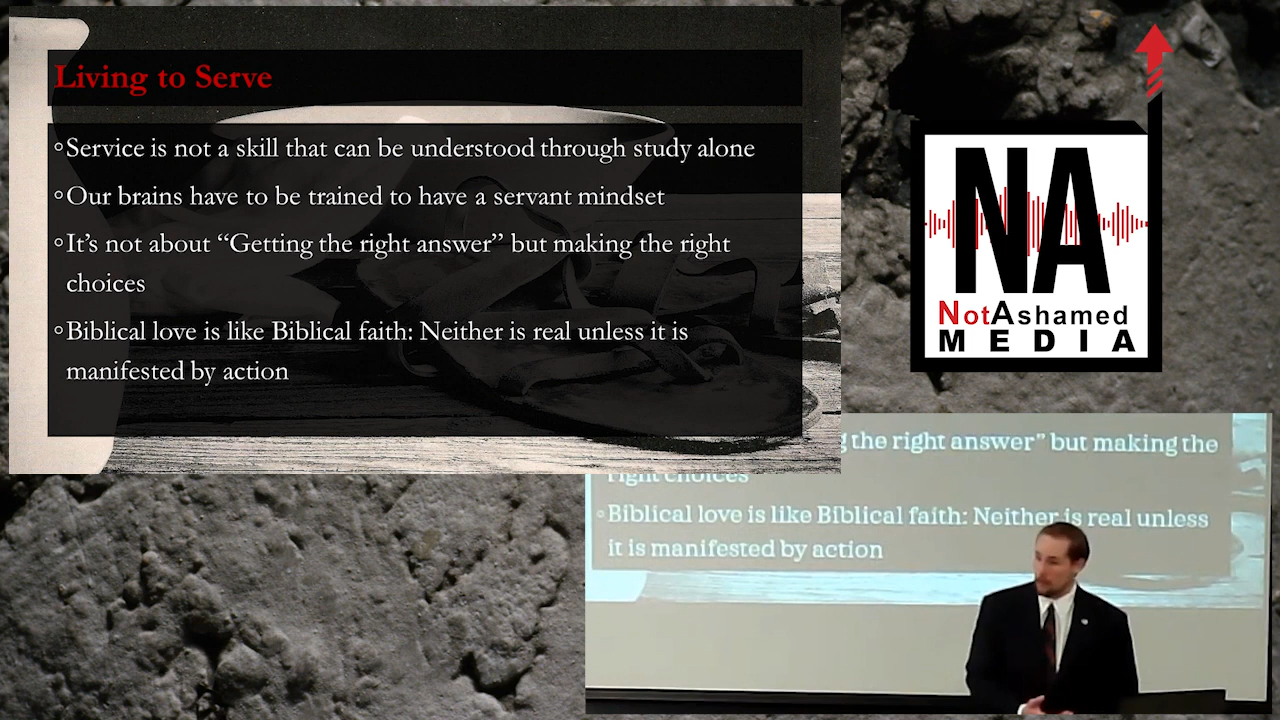 Living to Serve
◦Service is not a skill that can be understood through study alone
◦Our brains have to be trained to have a servant mindset
◦It’s not about “Getting the right answer” but making the right
choices
◦Biblical love is like Biblical faith: Neither is real unless it is
manifested by action
NA
NotAshamed
MEDIA
the right answer” but making the
right choices
◦Biblical love is like Biblical faith: Neither is real unless
it is manifested by action